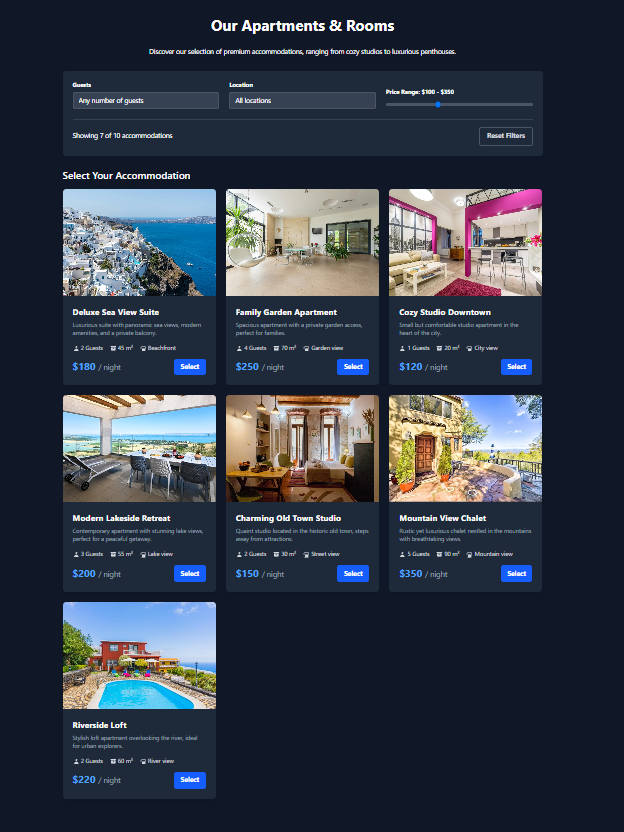 Our Apartments & Rooms
Discover our selection of premium accommodations, ranging from cozy studios to luxurious penthouses.
Guests
Any number of guests
Location
All locations
Price Range: $100 - $350
Showing 7 of 10 accommodations
Reset Filters
Select Your Accommodation
Deluxe Sea View Suite
Luxurious suite with panoramic sea views, modern
amenities, and a private balcony.
2 Guests 45 m² Beachfront
$180 / night
Select
Family Garden Apartment
Spacious apartment with a private garden access,
perfect for families.
4 Guests 70 m² Garden view
$250 / night
Select
Cozy Studio Downtown
Small but comfortable studio apartment in the
heart of the city.
1 Guests 20 m² City view
$120 / night
Select
Modern Lakeside Retreat
Contemporary apartment with stunning lake views,
perfect for a peaceful getaway.
3 Guests 55 m² Lake view
$200 / night
Select
Charming Old Town Studio
Quaint studio located in the historic old town, steps
away from attractions.
2 Guests 30 m² Street view
$150 / night
Select
Mountain View Chalet
Rustic yet luxurious chalet nestled in the mountains
with breathtaking views.
5 Guests 90 m² Mountain view
$350 / night
Select
Riverside Loft
Stylish loft apartment overlooking the river, ideal
for urban explorers.
2 Guests 60 m² River view
$220 / night
Select